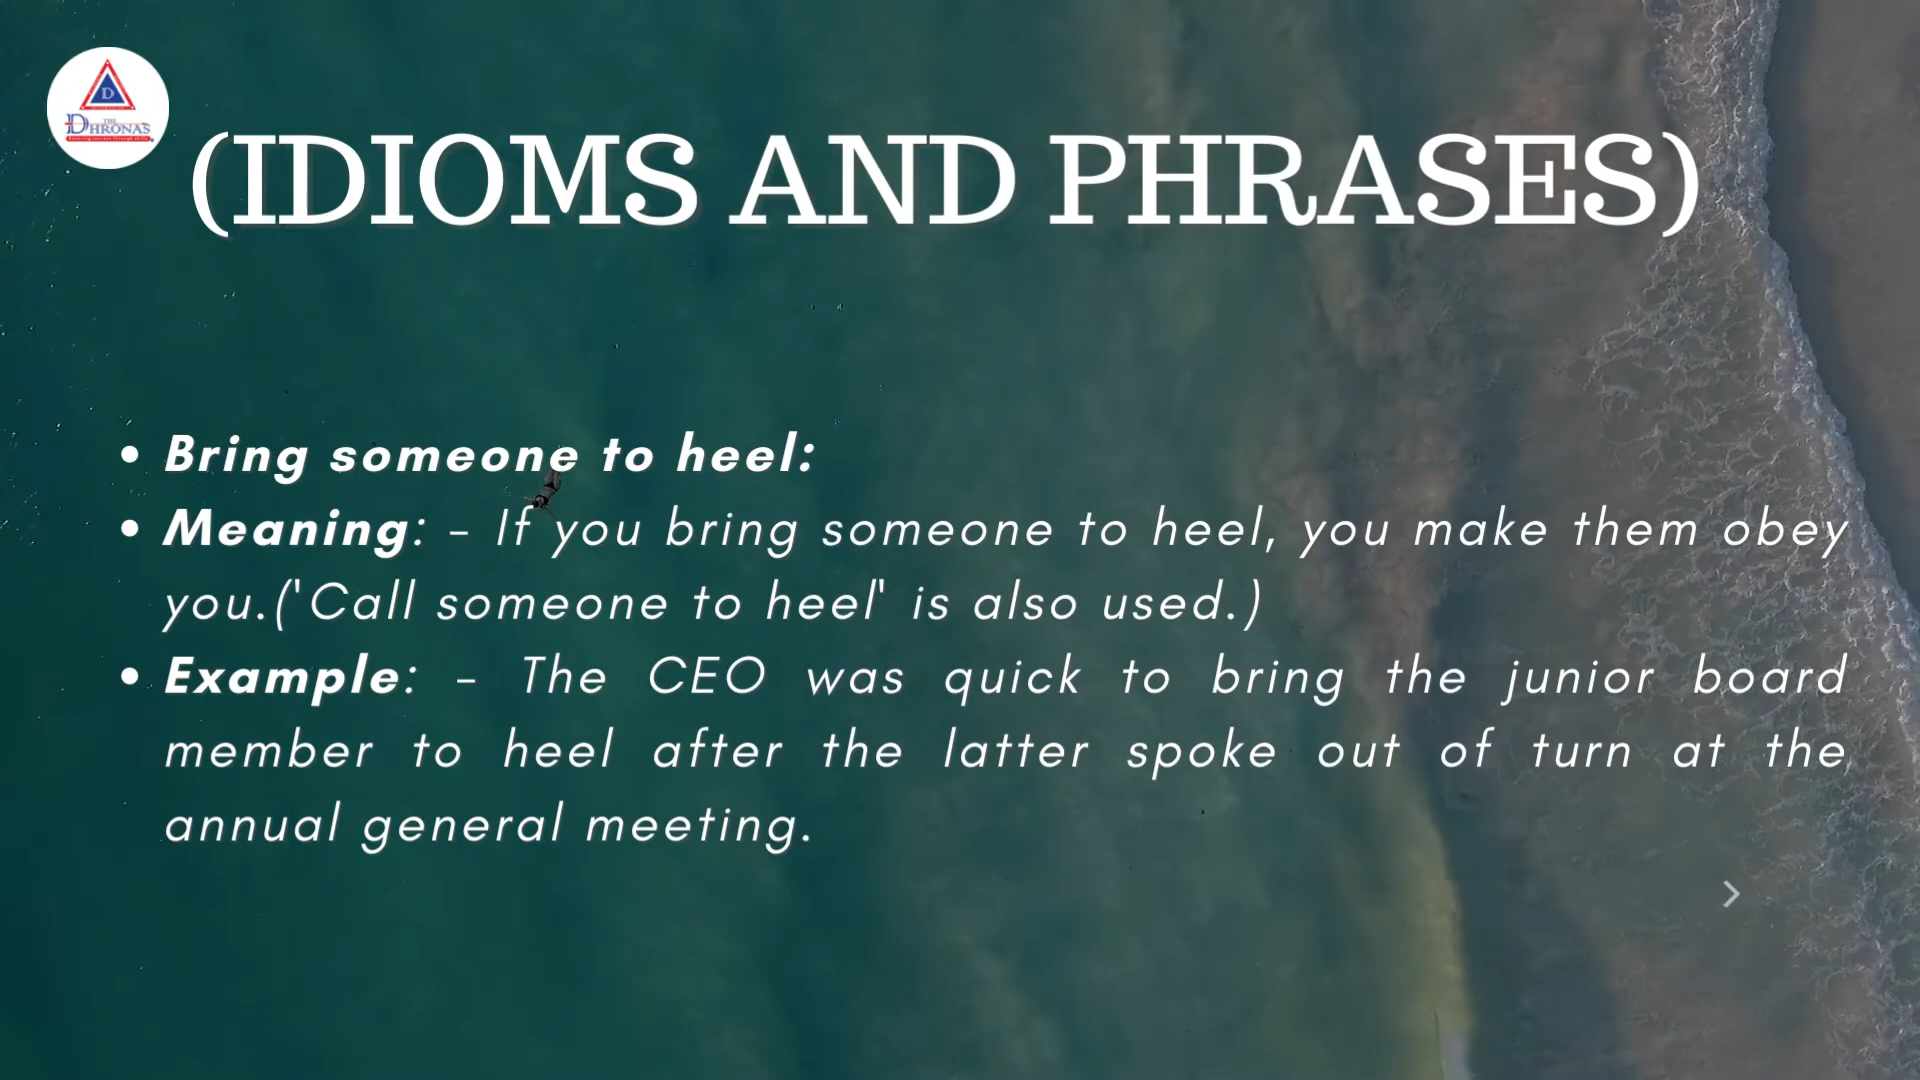 D
THE
DHRONAS
(IDIOMS AND PHRASES)
• Bring someone to heel:
• Meaning: - If you bring someone to heel, you make them obey
you.('Call someone to heel' is also used.)
• Example: - The CEO was quick to bring the junior board
member to heel after the latter spoke out of turn at the
annual general meeting.